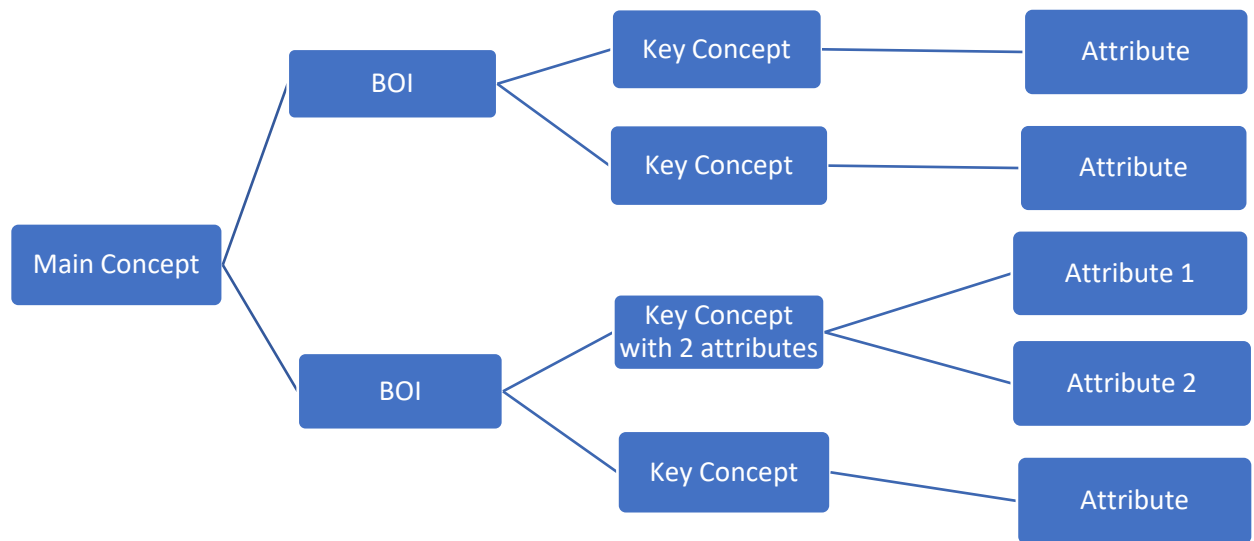 Key Concept
Attribute
BOI
Key Concept
Attribute
Main Concept
Attribute 1
Key Concept
with 2 attributes
BOI
Attribute 2
Key Concept
Attribute